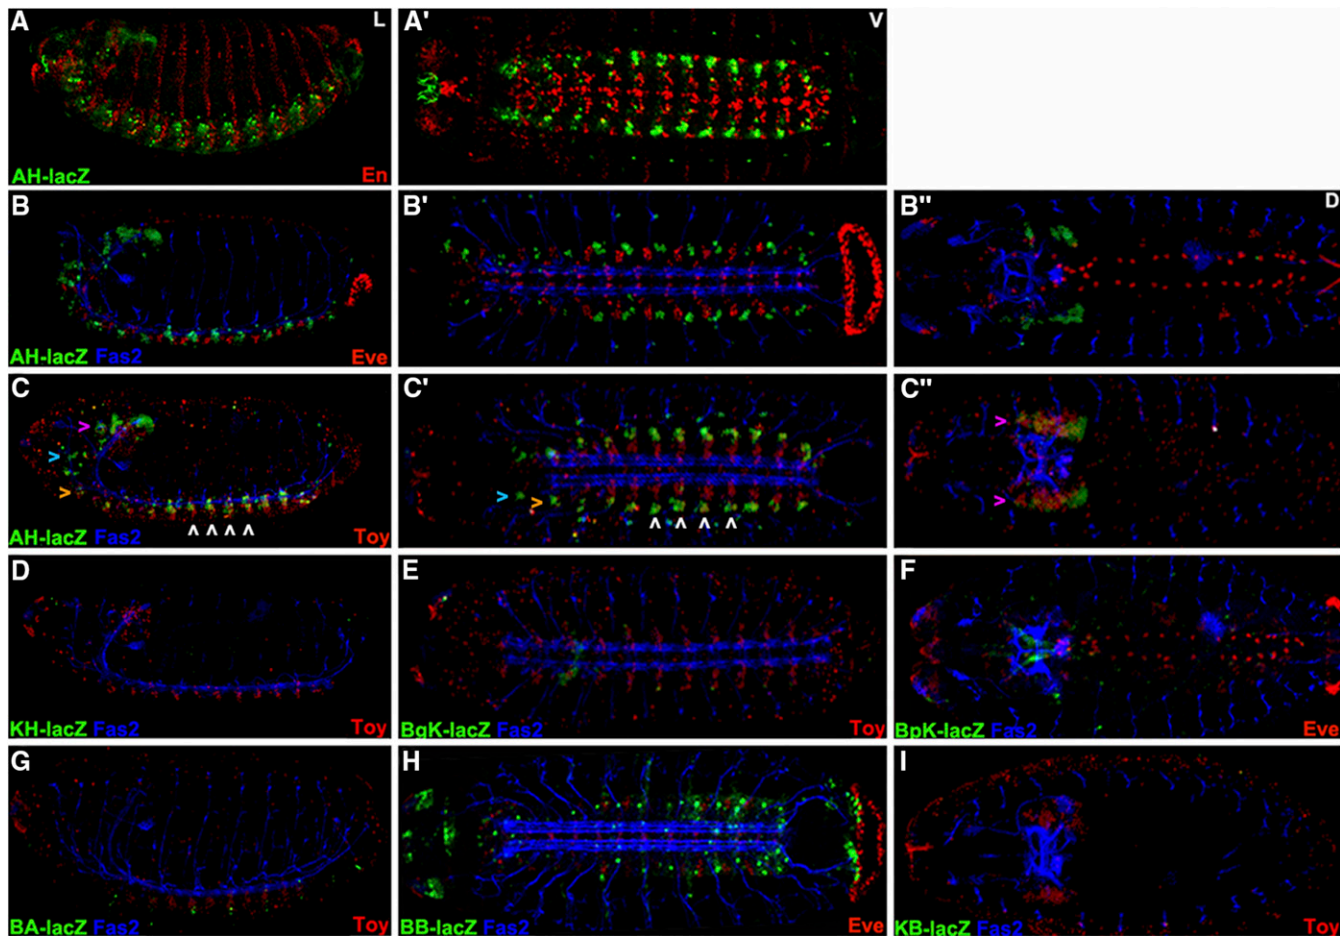 A L
AH-lacZ En
A' V
B
AH-lacZ Fas2 Eve
B'
B" D
C
> > >
^ ^ ^ ^
AH-lacZ Fas2 Toy
C'
> >
^ ^ ^ ^
C"
>
>
D
KH-lacZ Fas2 Toy
E
BgK-lacZ Fas2 Toy
F
BpK-lacZ Fas2 Eve
G
BA-lacZ Fas2 Toy
H
BB-lacZ Fas2 Eve
I
KB-lacZ Fas2 Toy